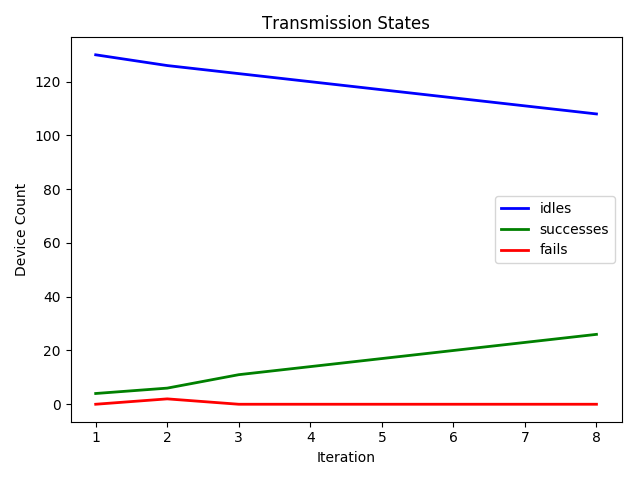 Transmission States
Device Count
120
100
80
60
40
20
0
idles
successes
fails
1 2 3 4 5 6 7 8
Iteration